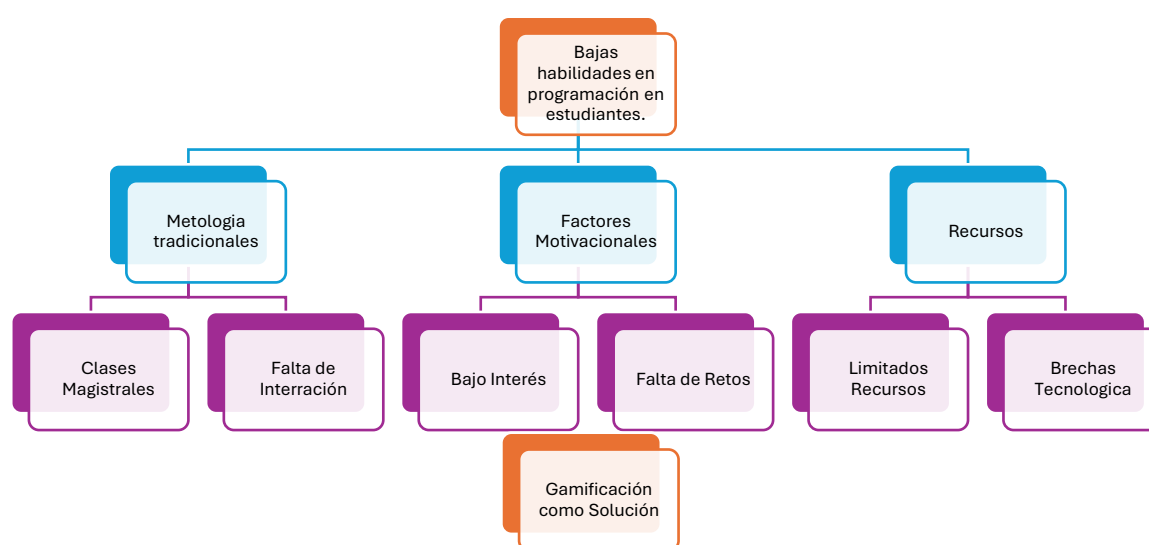 Bajas
habilidades en
programación en
estudiantes.
Metologia
tradicionales
Factores
Motivacionales
Recursos
Clases
Magistrales
Falta de
Interración
Bajo Interés
Falta de Retos
Limitados
Recursos
Brechas
Tecnologica
Gamificación
como Solución